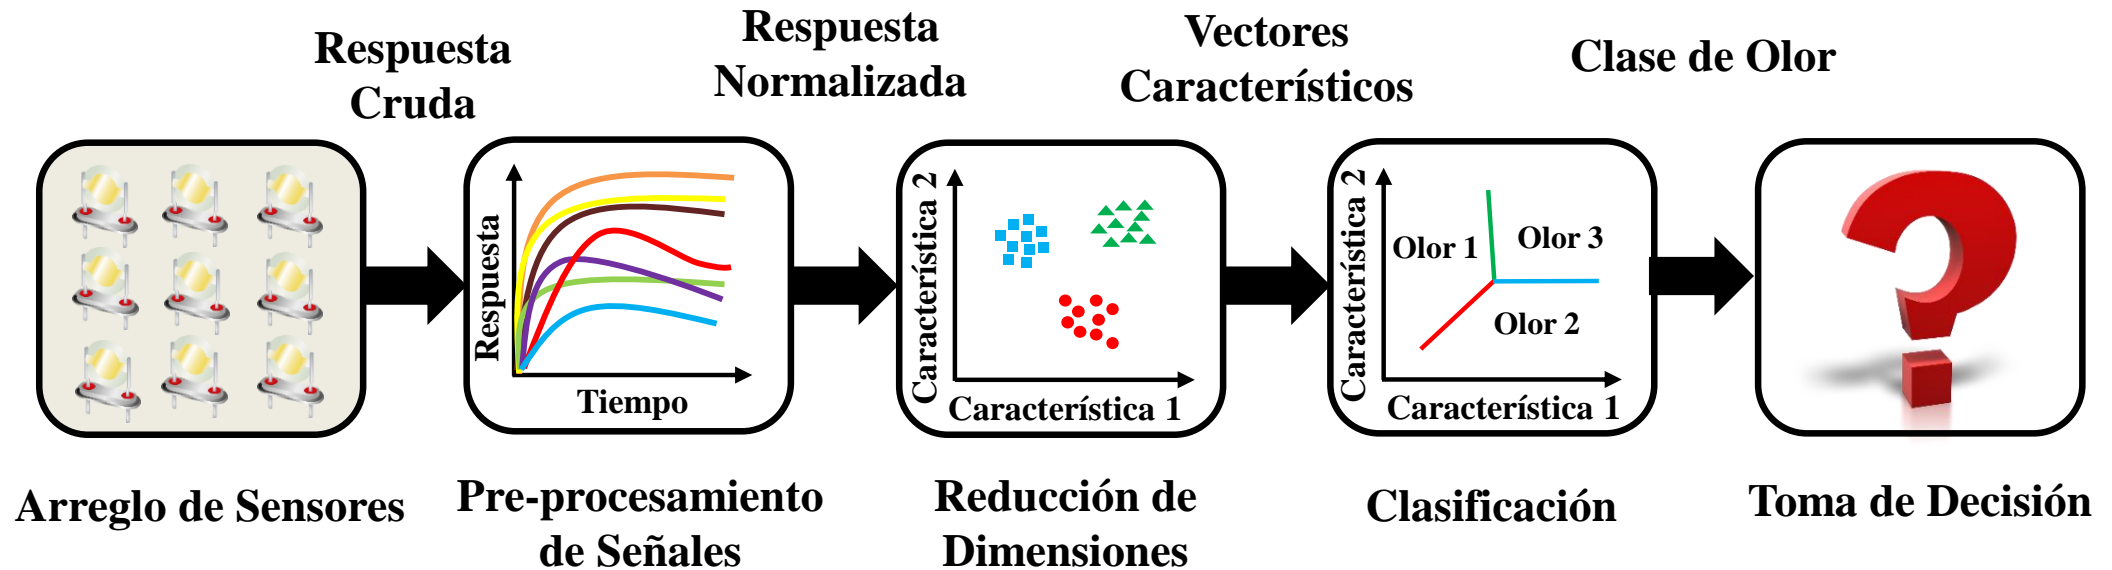 Respuesta
Cruda
Respuesta
Normalizada
Vectores
Característicos
Clase de Olor
Respuesta
Tiempo
Característica 2
Característica 1
Característica 2
Olor 1
Olor 3
Olor 2
Característica 1
Arreglo de Sensores
Pre-procesamiento
de Señales
Reducción de
Dimensiones
Clasificación
Toma de Decisión